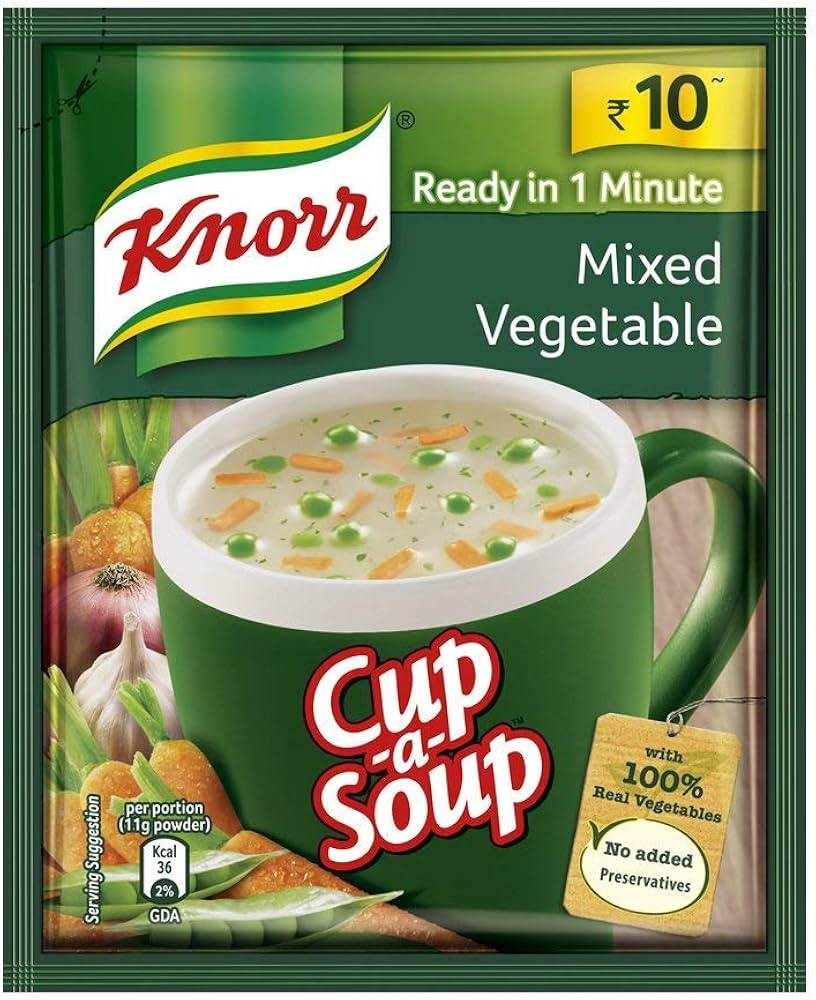 ₹10~
Knorr®
Ready in 1 Minute
Mixed
Vegetable
Cup
-a-
Soup™
with
100%
Real Vegetables
No added
Preservatives
Serving Suggestion
per portion
(11g powder)
Kcal
36
2%
GDA